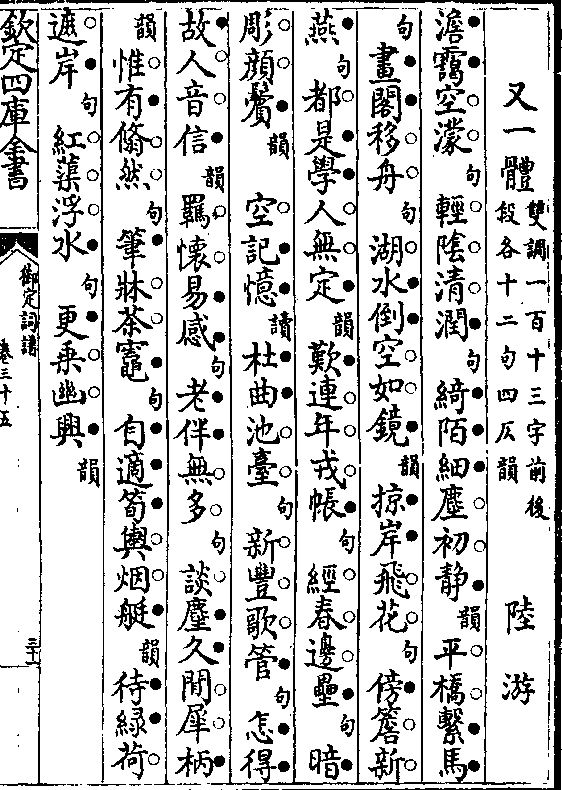 又一體雙調一百十三字前後段各十二句四仄韻 陸游
澹靄空濛句輕陰清潤句綺陌細塵初静韻平橋繫馬
句畫閣移舟句湖水倒空如鏡韻掠岸飛花句傍簷新
燕句都是學人無定韻歎連年戎帳句經春邊壘句暗
彫顏鬢韻空記憶讀杜曲池臺句新豐歌管句怎得
故人音信韻羈懷易感句老伴無多句談麈久閒犀柄
韻惟有翛然句筆牀茶竈句自適筍輿烟艇韻待緑荷
遮岸句紅蕖浮水句更乘幽興韻
欽定四庫全書
御定詞譜
卷三十五